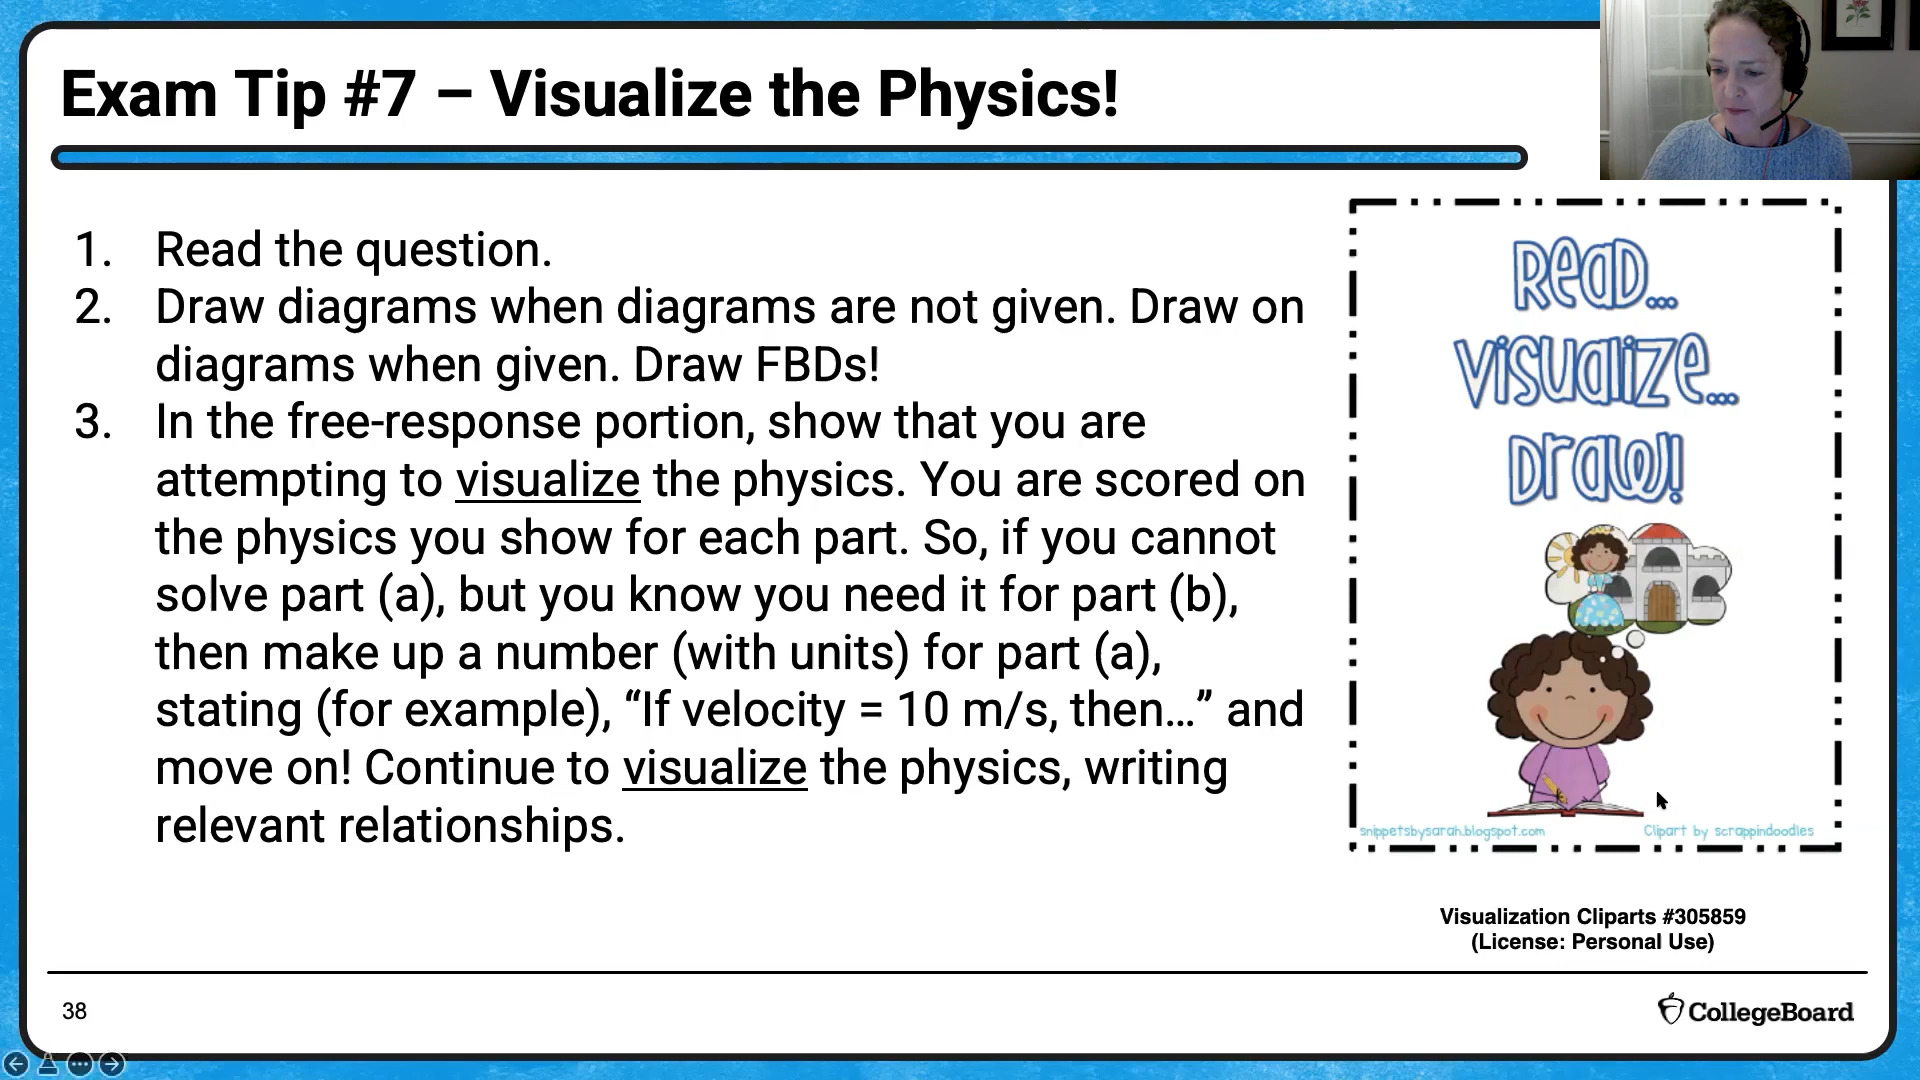 Exam Tip #7 – Visualize the Physics!
1. Read the question.
2. Draw diagrams when diagrams are not given. Draw on
diagrams when given. Draw FBDs!
3. In the free-response portion, show that you are
attempting to visualize the physics. You are scored on
the physics you show for each part. So, if you cannot
solve part (a), but you know you need it for part (b),
then make up a number (with units) for part (a),
stating (for example), “If velocity = 10 m/s, then…” and
move on! Continue to visualize the physics, writing
relevant relationships.
Read...
Visualize...
Draw!
snippetsbysarah.blogspot.com
Clipart by scrappindoodles
Visualization Cliparts #305859
(License: Personal Use)
38
CollegeBoard